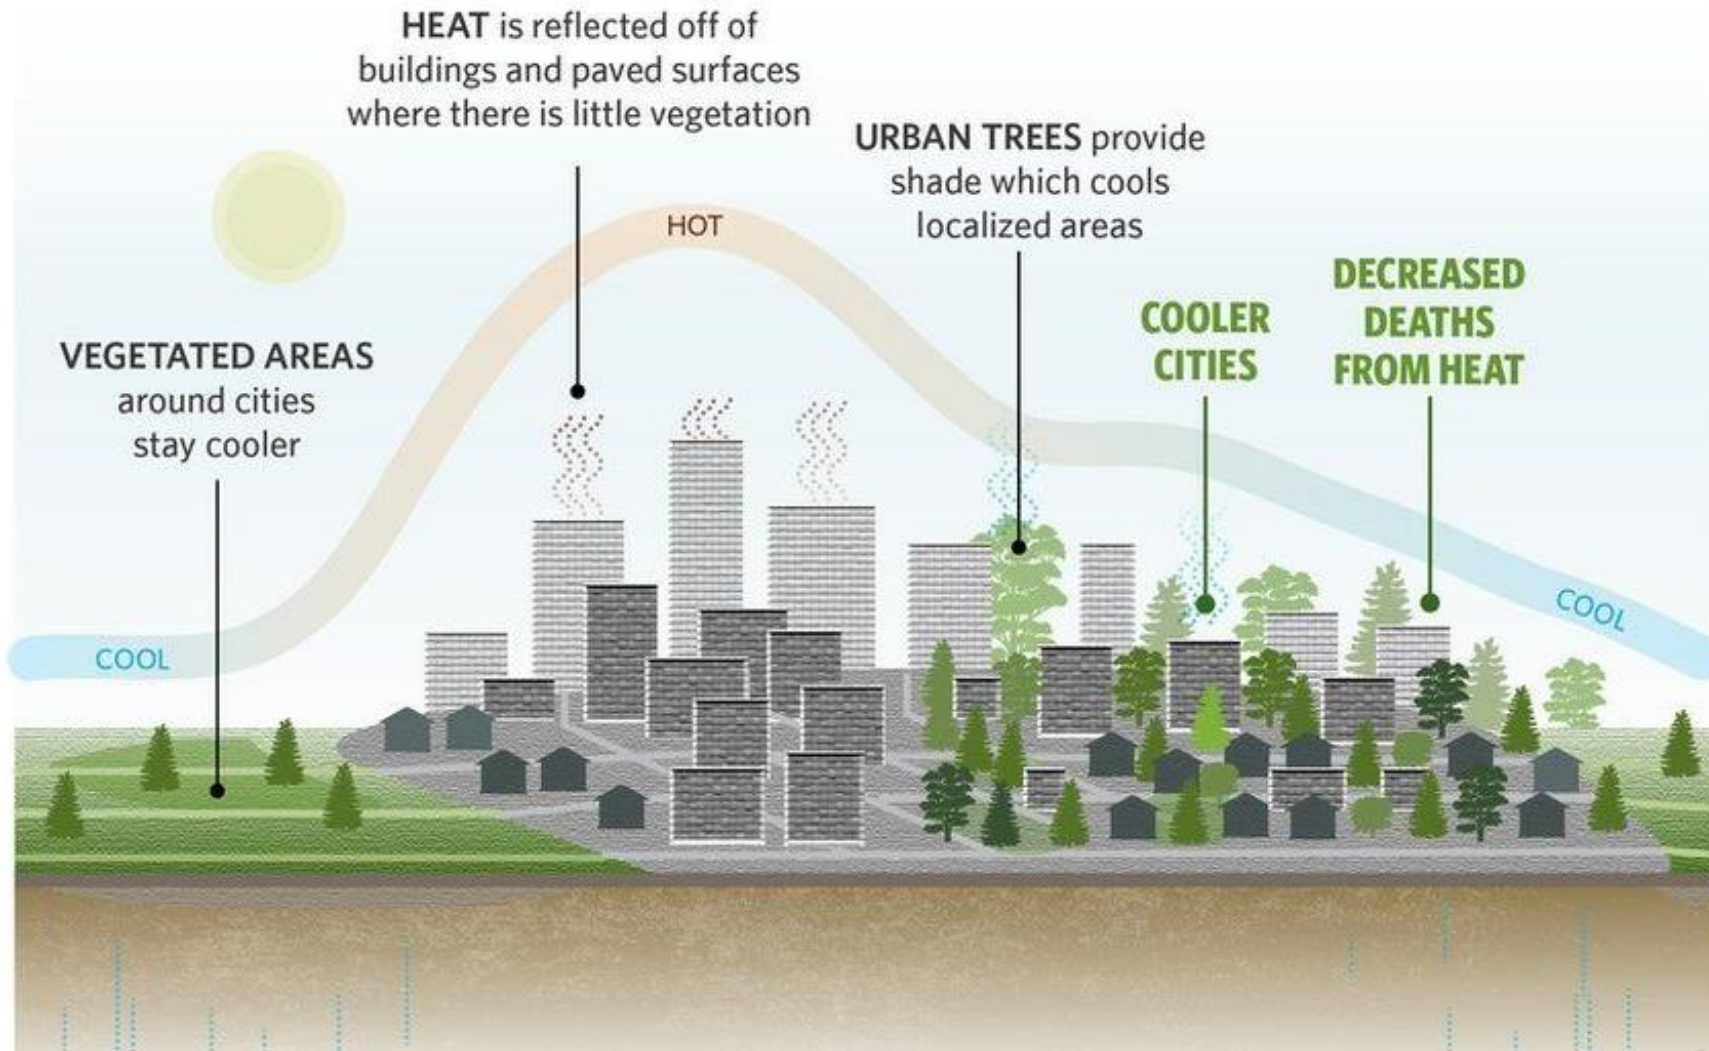 HEAT is reflected off of
buildings and paved surfaces
where there is little vegetation
URBAN TREES provide
shade which cools
localized areas
HOT
DECREASED
DEATHS
FROM HEAT
COOLER
CITIES
VEGETATED AREAS
around cities
stay cooler
COOL
COOL